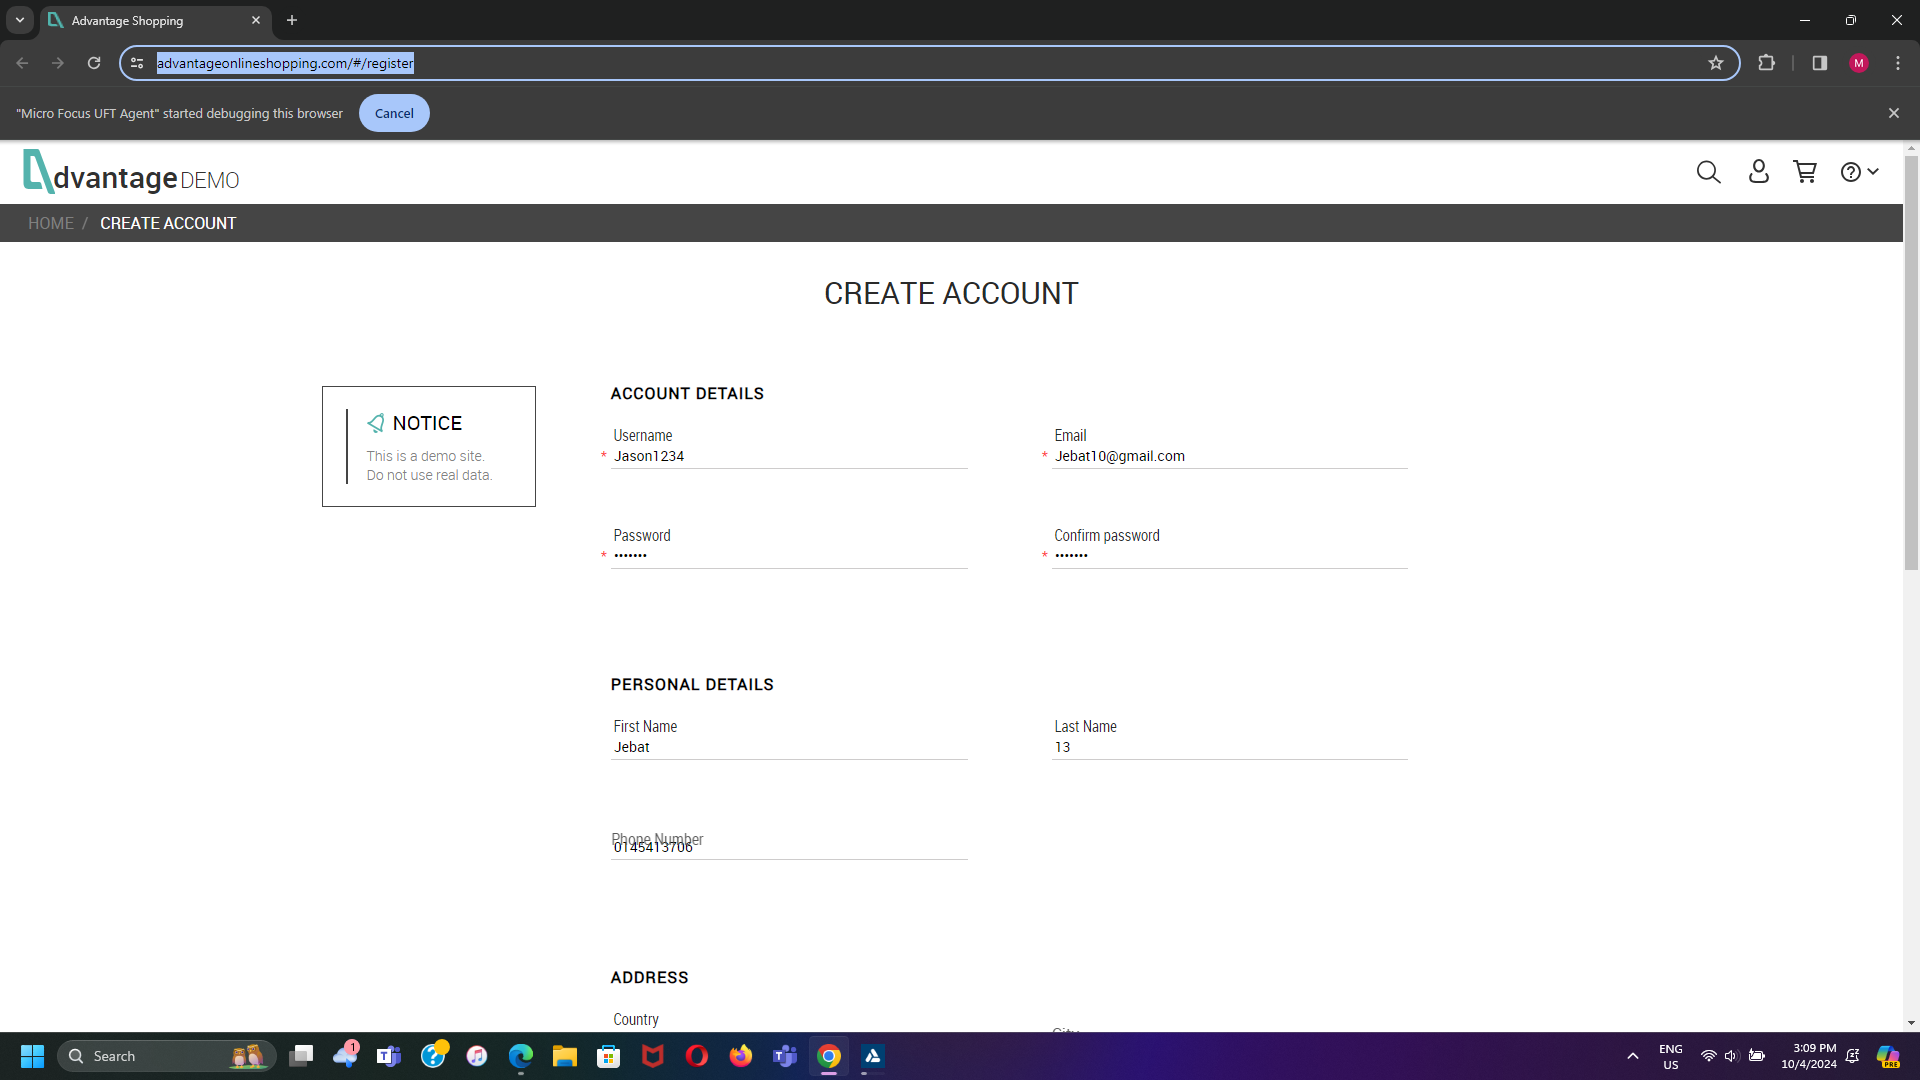 Advantage Shopping
advantageonlineshopping.com/#/register
M
"Micro Focus UFT Agent" started debugging this browser
Cancel
dvantage DEMO
HOME / CREATE ACCOUNT
CREATE ACCOUNT
NOTICE
This is a demo site.
Do not use real data.
ACCOUNT DETAILS
Username
Email
* Jason1234
* Jebat10@gmail.com
Password
Confirm password
* •••••••
* •••••••
PERSONAL DETAILS
First Name
Last Name
Jebat
13
Phone Number
0145413706
ADDRESS
Country
City
Search
1
ENG
US
3:09 PM
10/4/2024
PRE